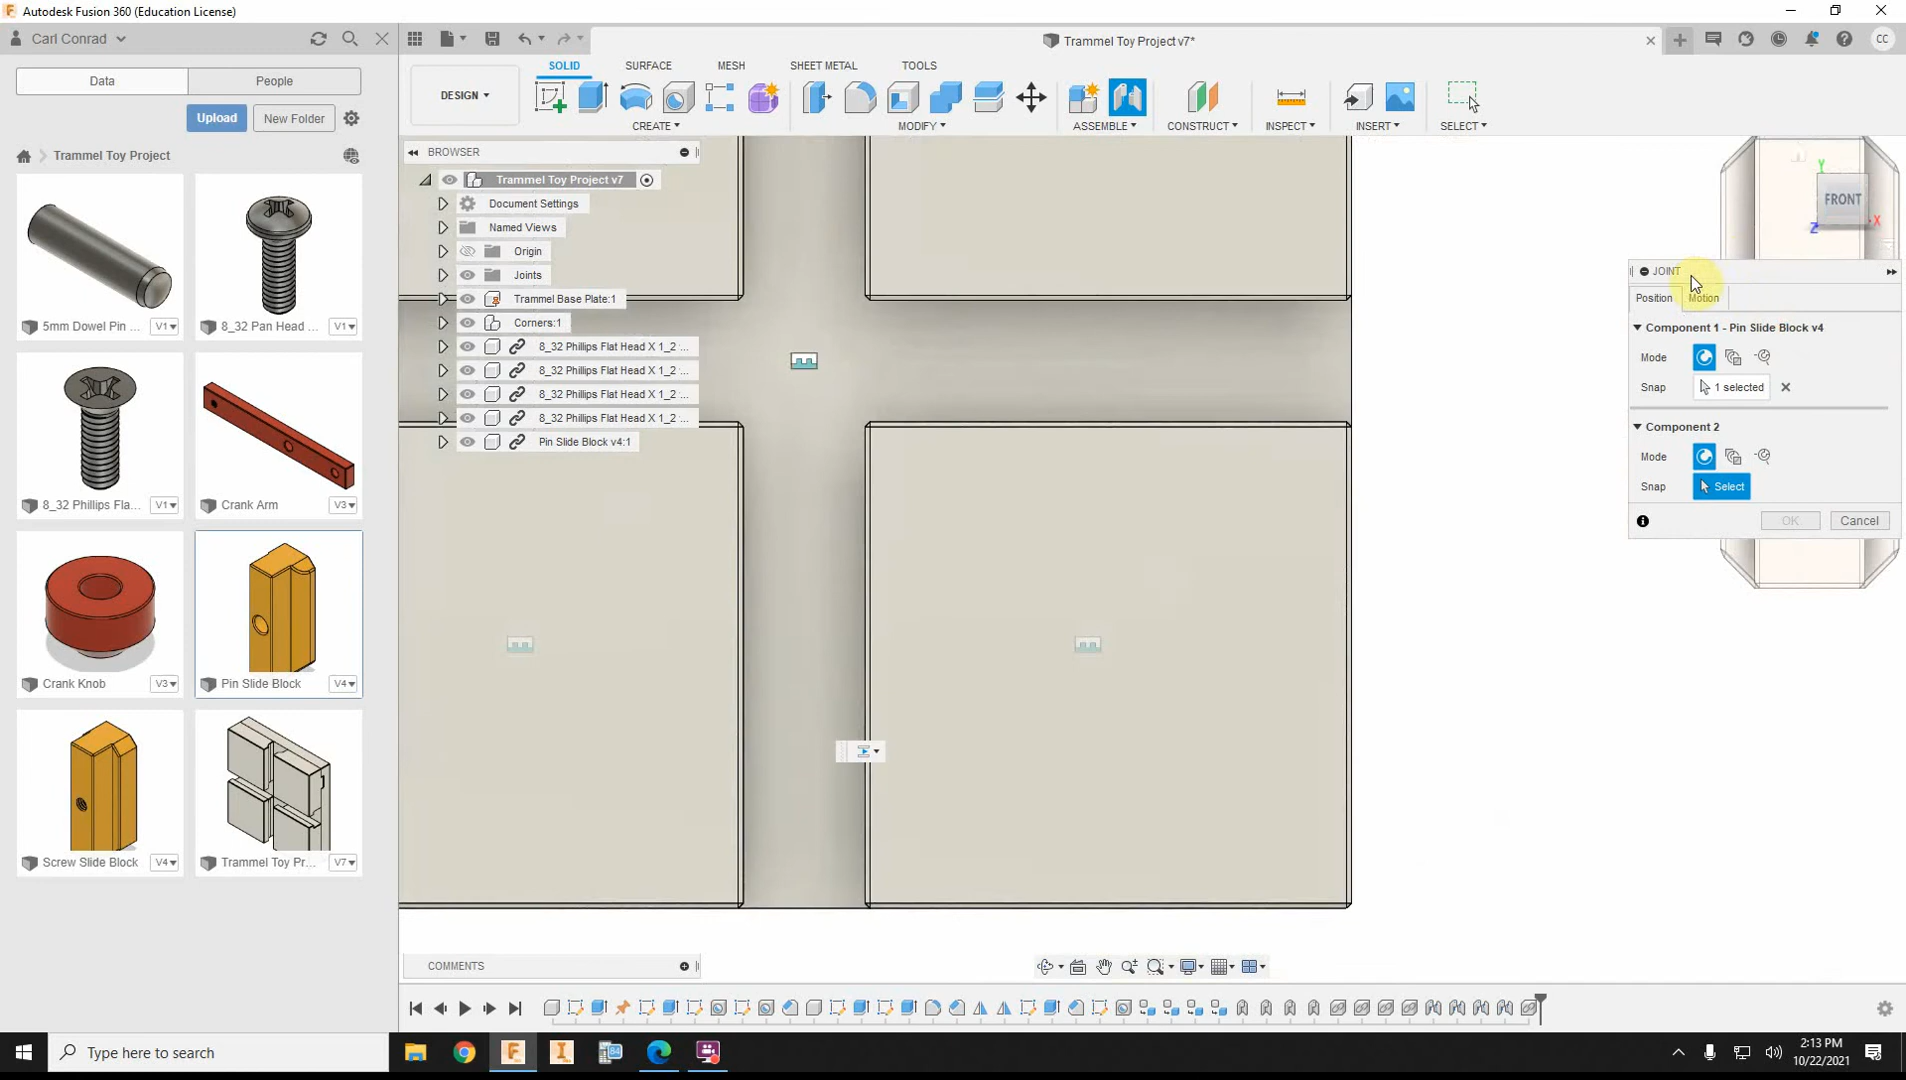 Autodesk Fusion 360 (Education License)
Carl Conrad
Trammel Toy Project v7*
CC
Data
People
Upload
New Folder
Trammel Toy Project
5mm Dowel Pin ...
V1
8_32 Pan Head ...
V1
8_32 Phillips Fla...
V1
Crank Arm
V3
Crank Knob
V3
Pin Slide Block
V4
Screw Slide Block
V4
Trammel Toy Pr...
V7
DESIGN
SOLID
SURFACE
MESH
SHEET METAL
TOOLS
CREATE
MODIFY
ASSEMBLE
CONSTRUCT
INSPECT
INSERT
SELECT
BROWSER
Trammel Toy Project v7
Document Settings
Named Views
Origin
Joints
Trammel Base Plate:1
Corners:1
8_32 Phillips Flat Head X 1_2 ...
8_32 Phillips Flat Head X 1_2 ...
8_32 Phillips Flat Head X 1_2 ...
8_32 Phillips Flat Head X 1_2 ...
Pin Slide Block v4:1
Y
FRONT
X
Z
JOINT
Position
Motion
Component 1 - Pin Slide Block v4
Mode
Snap
1 selected
Component 2
Mode
Snap
Select
OK
Cancel
COMMENTS
Type here to search
2:13 PM
10/22/2021